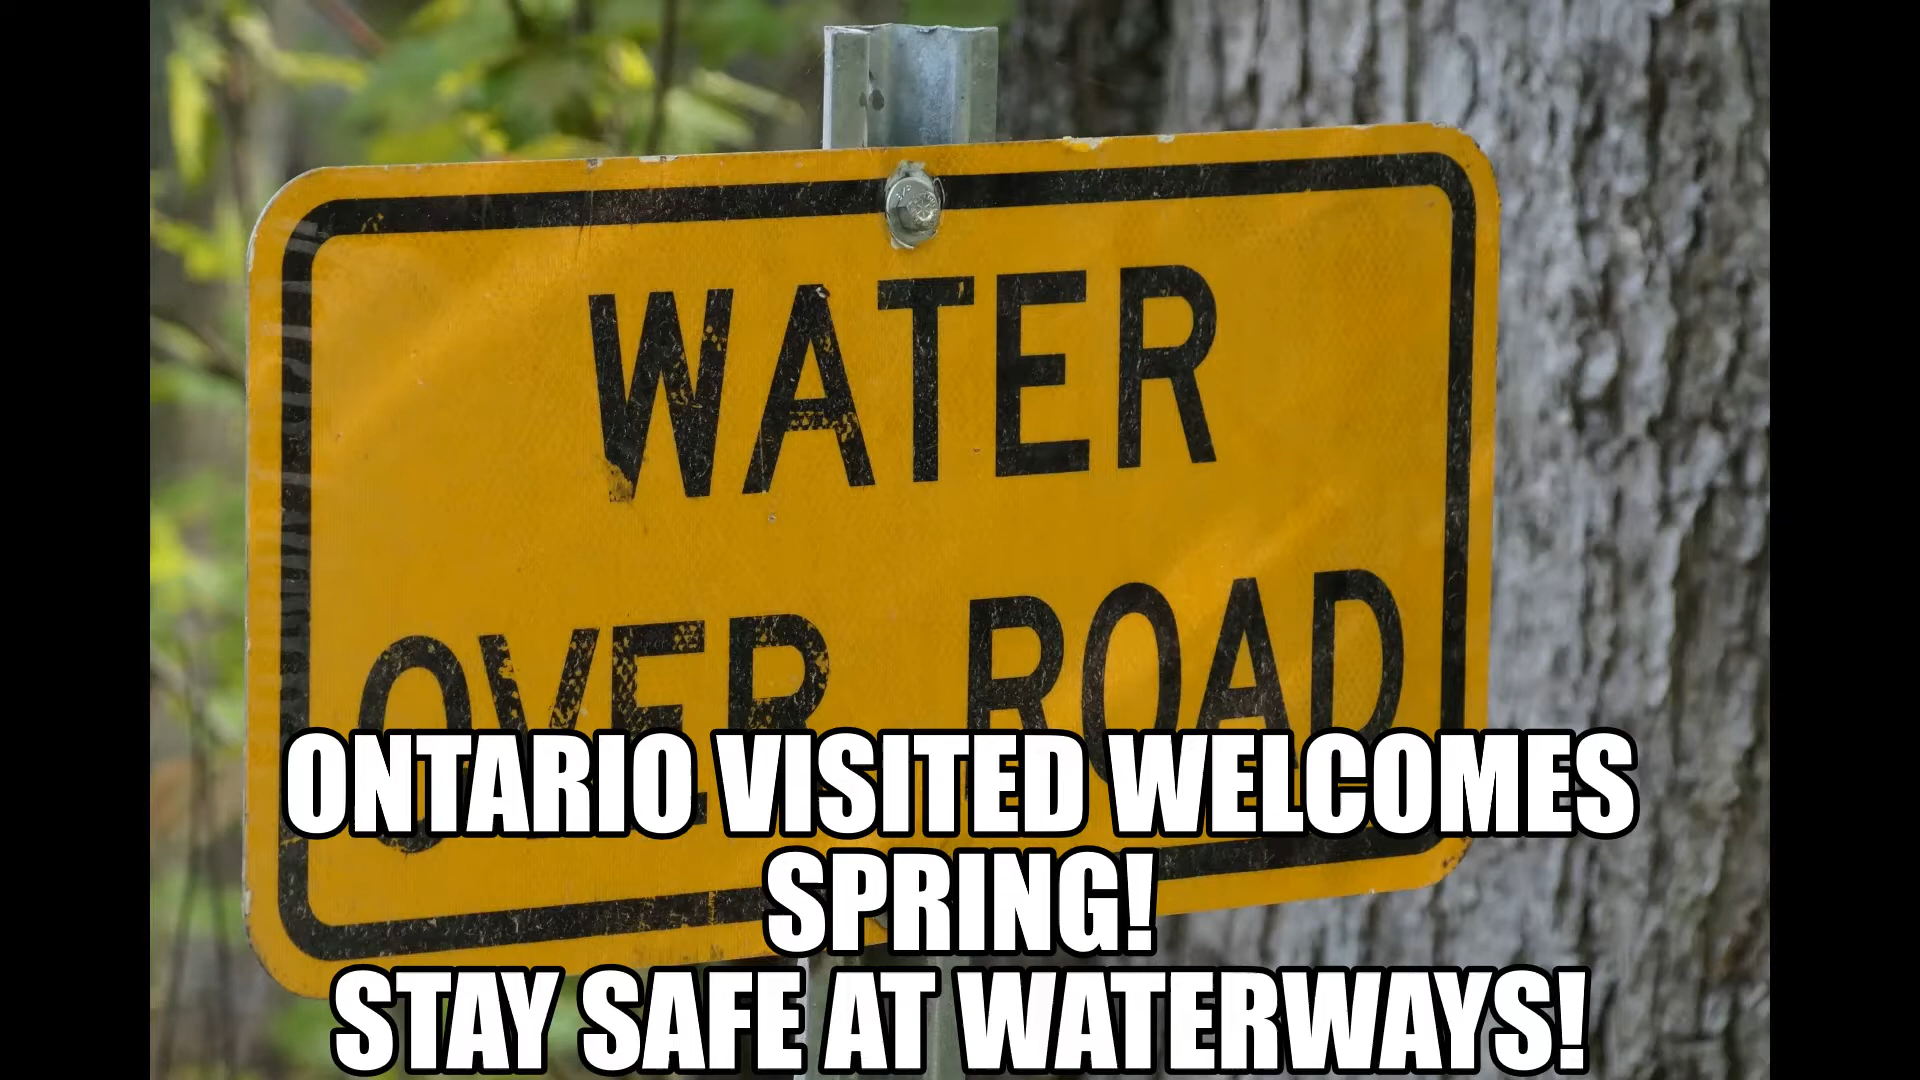 WATER
OVER ROAD
ONTARIO VISITED WELCOMES
SPRING!
STAY SAFE AT WATERWAYS!